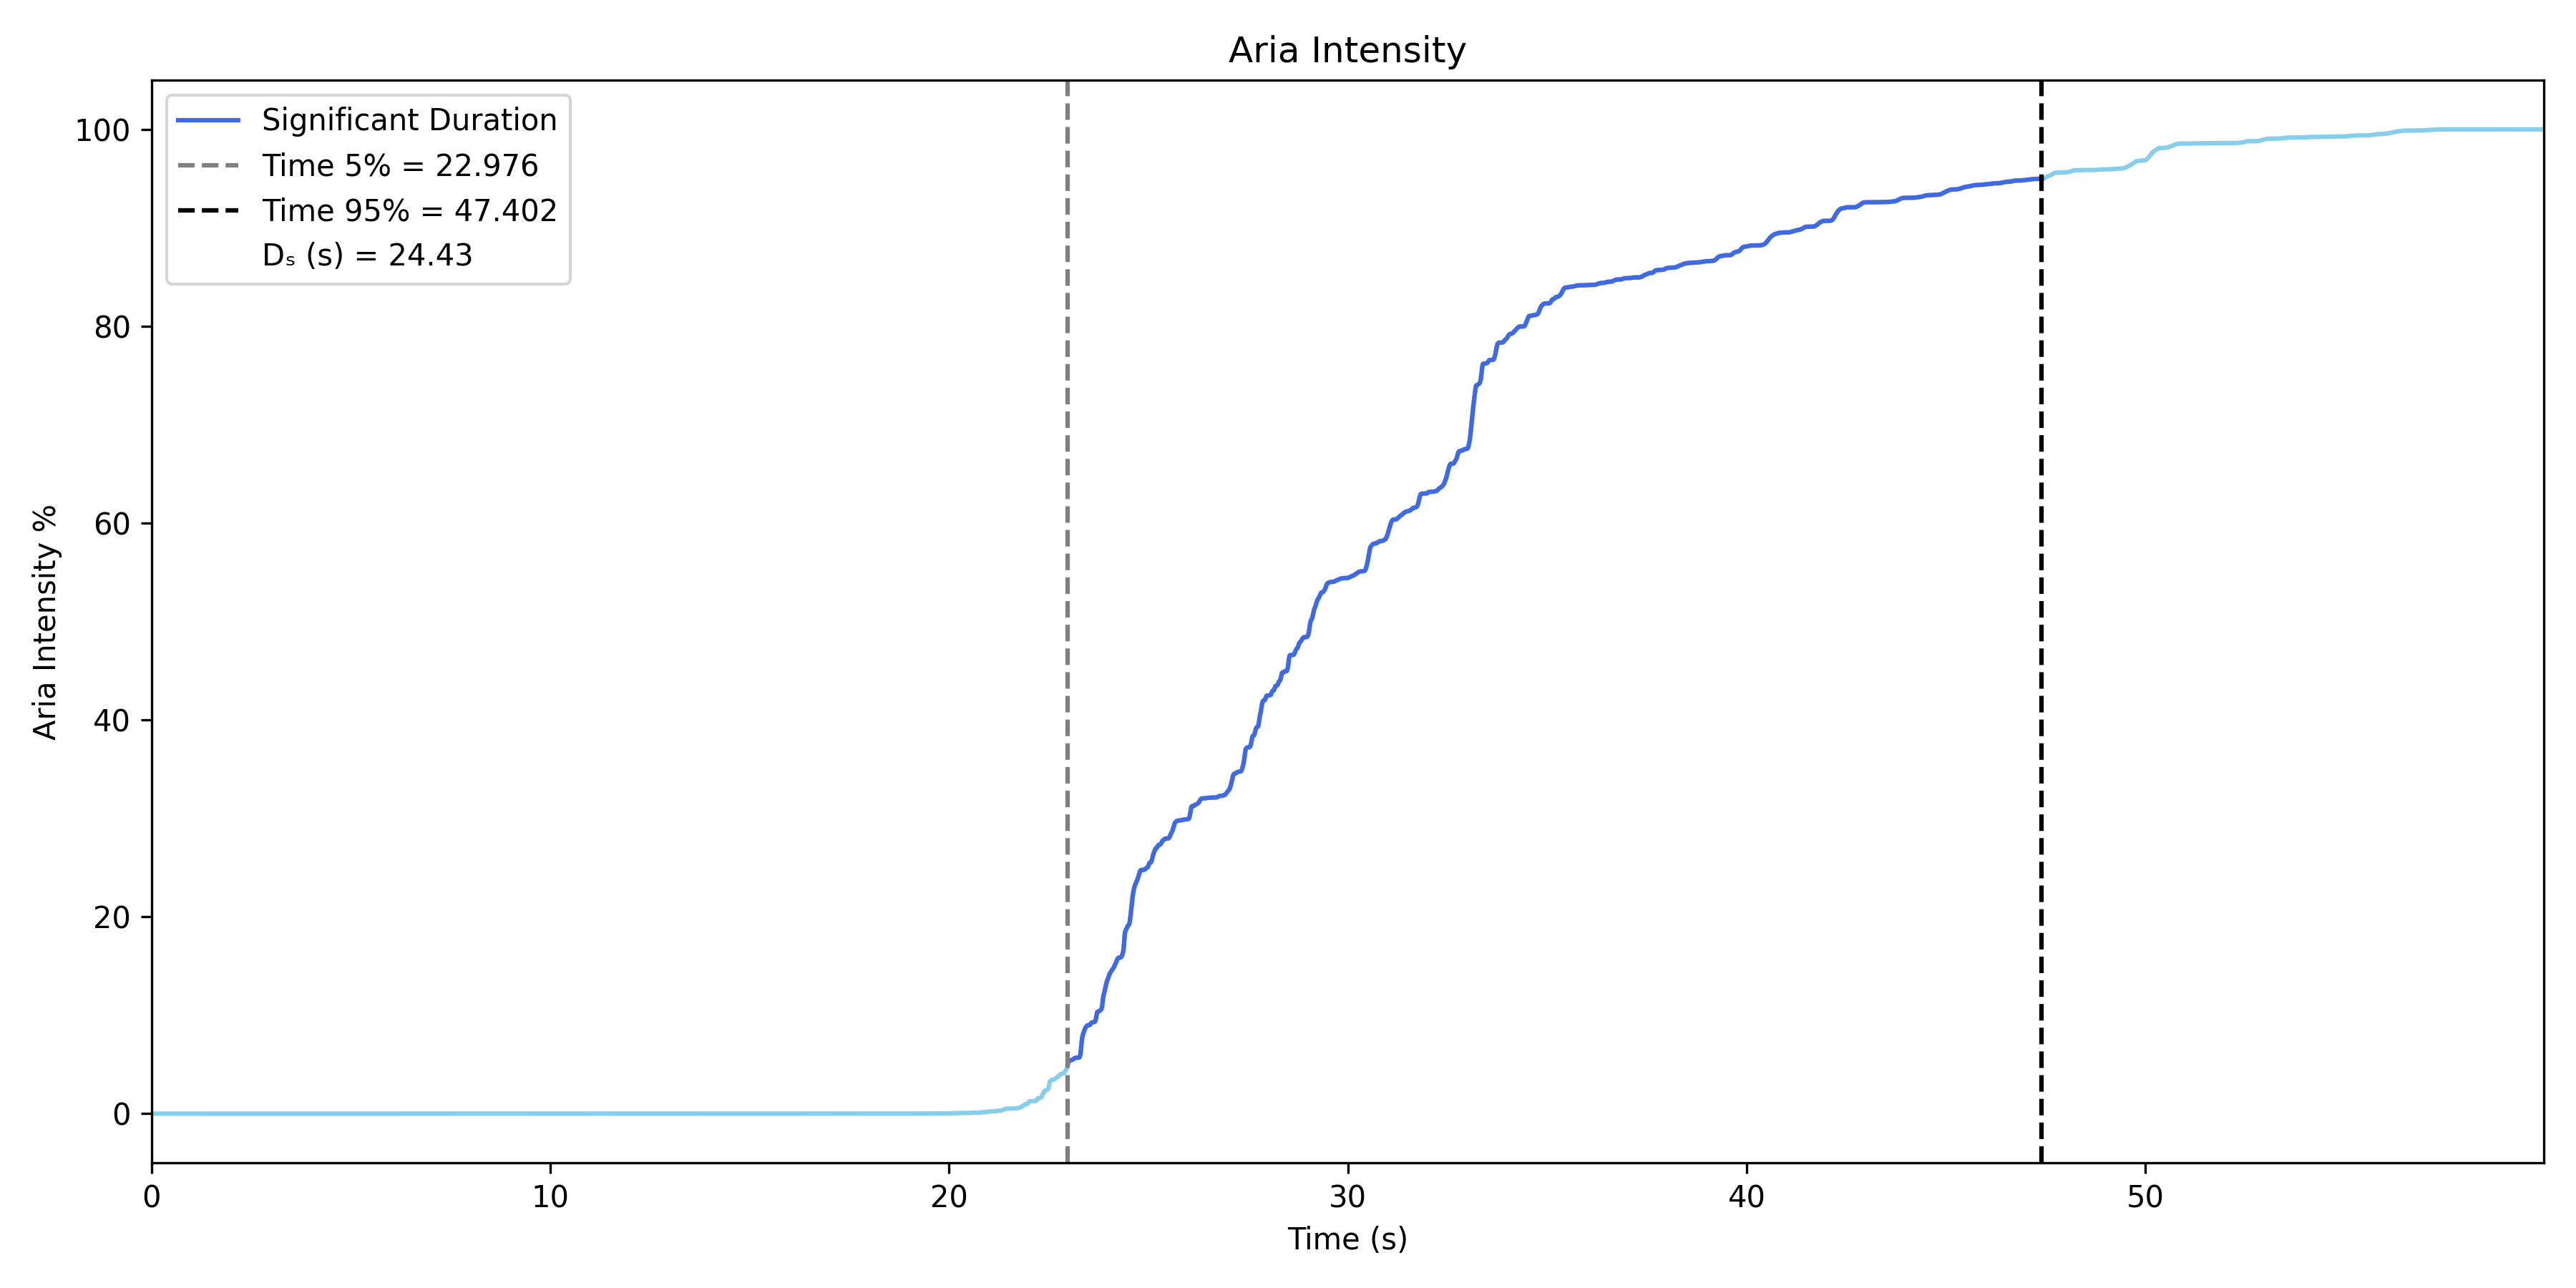 Aria Intensity
Significant Duration
Time 5% = 22.976
Time 95% = 47.402
Dₛ (s) = 24.43
Aria Intensity %
100
80
60
40
20
0
0 10 20 30 40 50
Time (s)